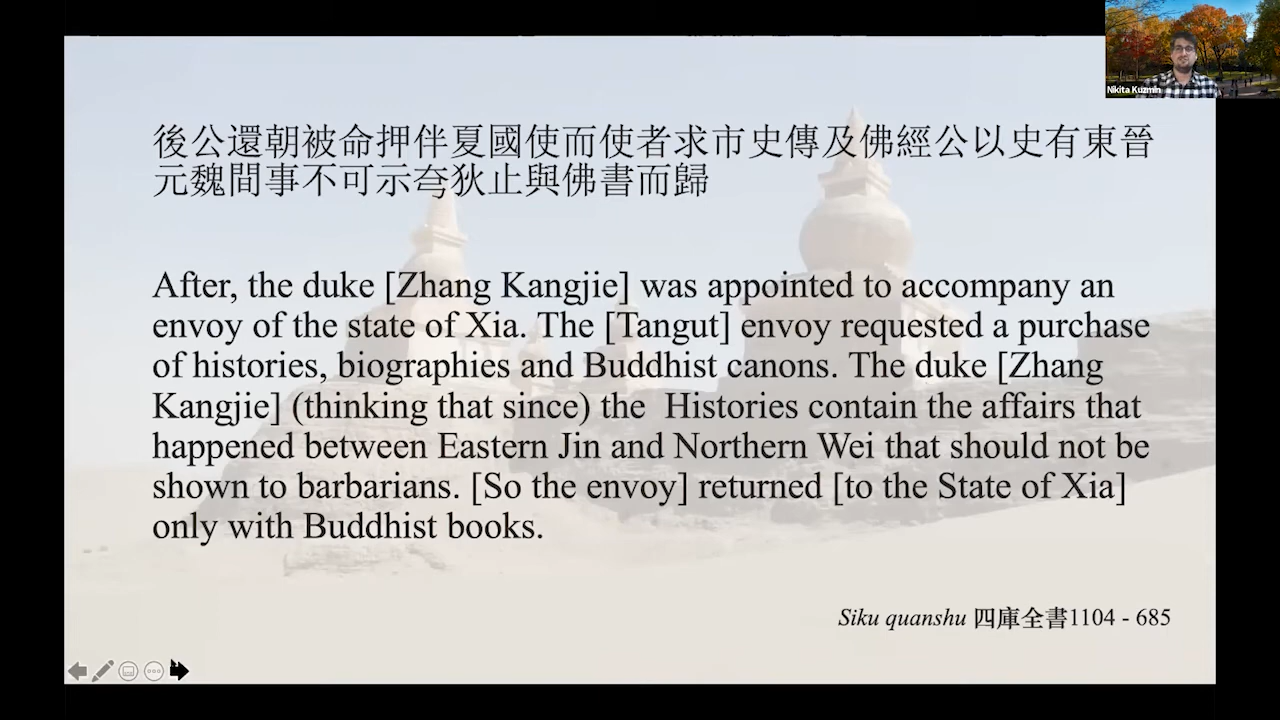 Nikita Kuzmin
後公還朝被命押伴夏國使而使者求市史傳及佛經公以史有東晉
元魏間事不可示夸狄止與佛書而歸
After, the duke [Zhang Kangjie] was appointed to accompany an
envoy of the state of Xia. The [Tangut] envoy requested a purchase
of histories, biographies and Buddhist canons. The duke [Zhang
Kangjie] (thinking that since) the Histories contain the affairs that
happened between Eastern Jin and Northern Wei that should not be
shown to barbarians. [So the envoy] returned [to the State of Xia]
only with Buddhist books.
Siku quanshu 四庫全書1104 - 685